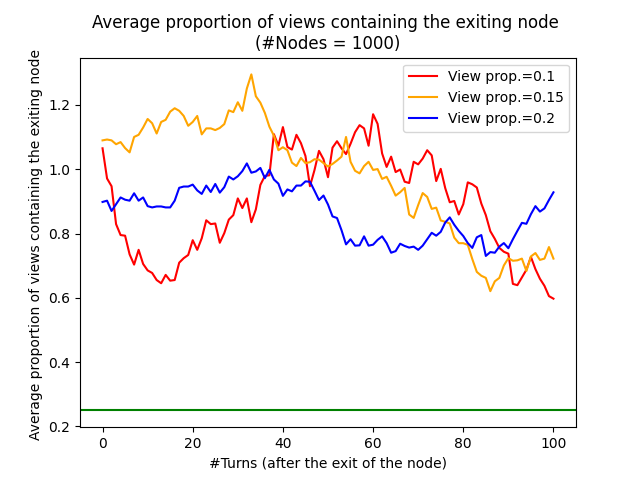 Average proportion of views containing the exiting node
(#Nodes = 1000)
Average proportion of views containing the exiting node
View prop.=0.1
View prop.=0.15
View prop.=0.2
1.2
1.0
0.8
0.6
0.4
0.2
0 20 40 60 80 100
#Turns (after the exit of the node)